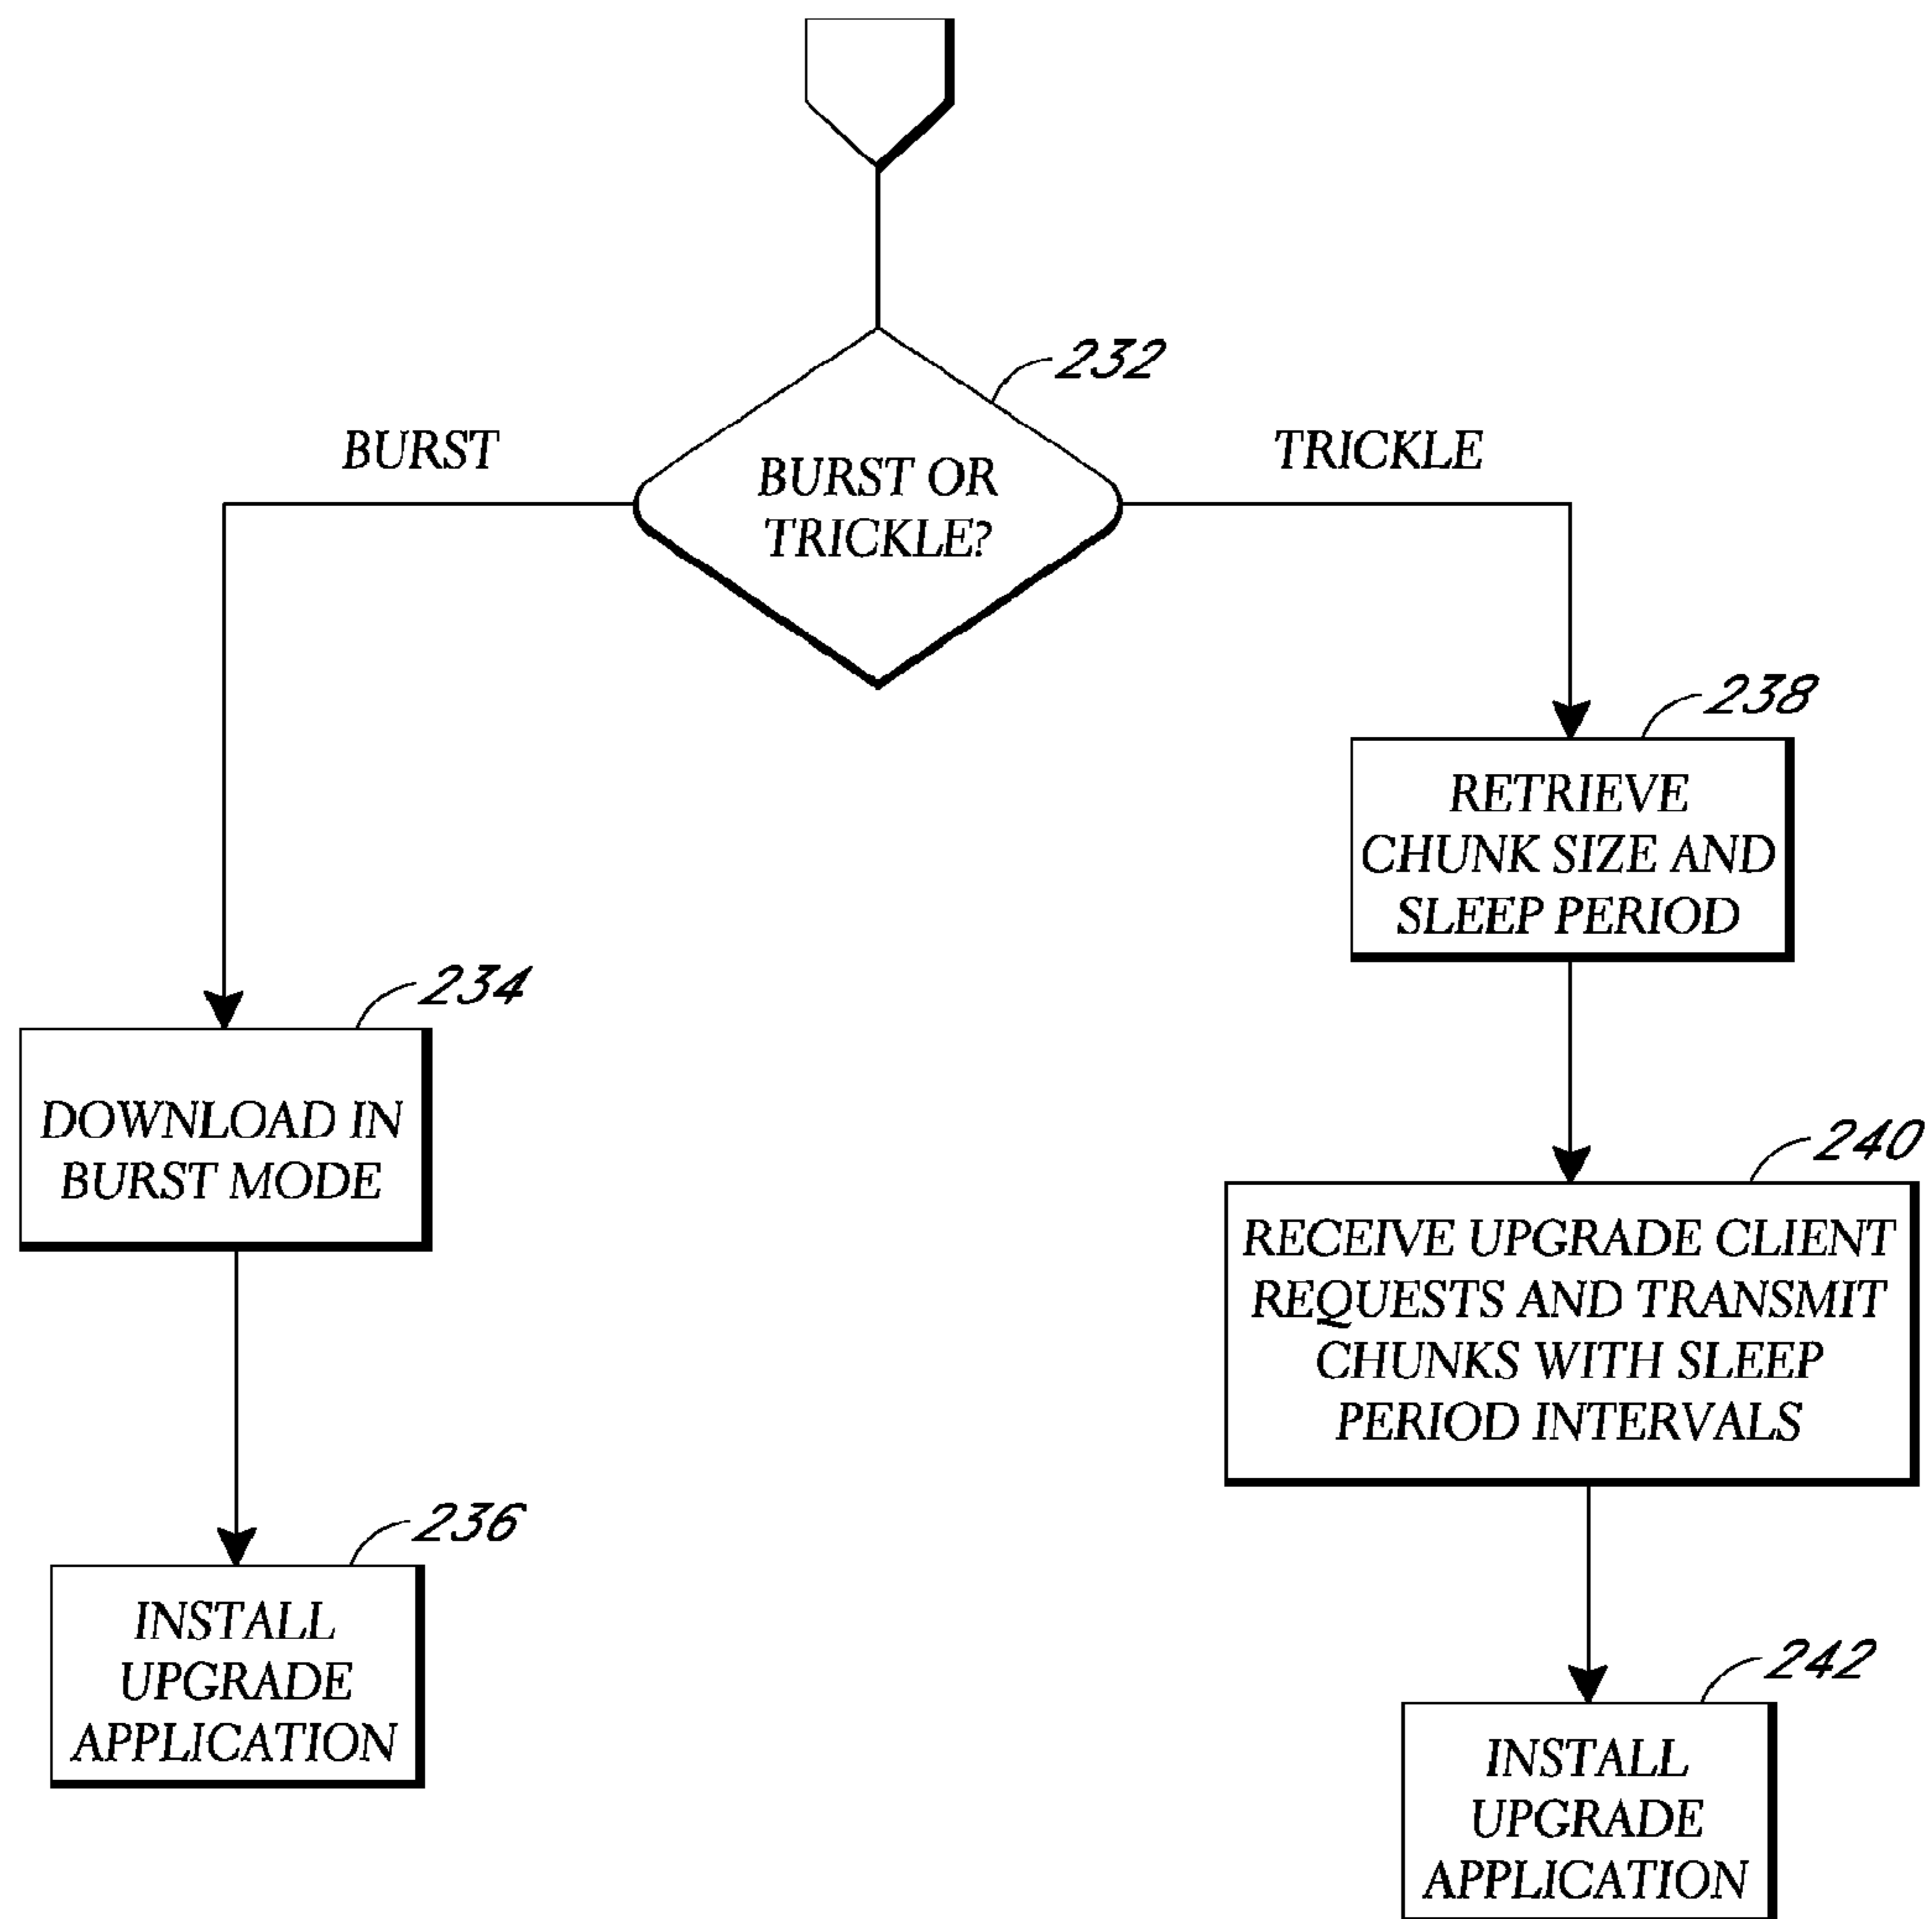 232
BURST
BURST OR
TRICKLE?
TRICKLE
238
RETRIEVE
CHUNK SIZE AND
SLEEP PERIOD
234
DOWNLOAD IN
BURST MODE
240
RECEIVE UPGRADE CLIENT
REQUESTS AND TRANSMIT
CHUNKS WITH SLEEP
PERIOD INTERVALS
236
INSTALL
UPGRADE
APPLICATION
242
INSTALL
UPGRADE
APPLICATION